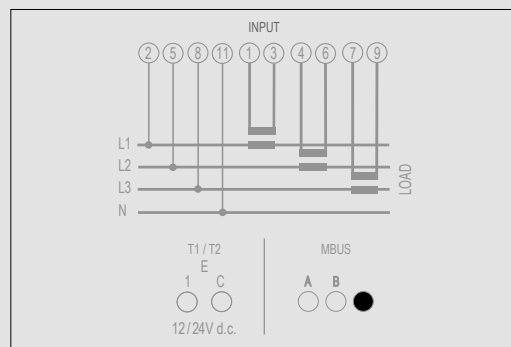 INPUT
2 5 8 11 1 3 4 6 7 9
L1
L2
L3
N
LOAD
T1 / T2
E
1 C
12/24V d.c.
MBUS
A B